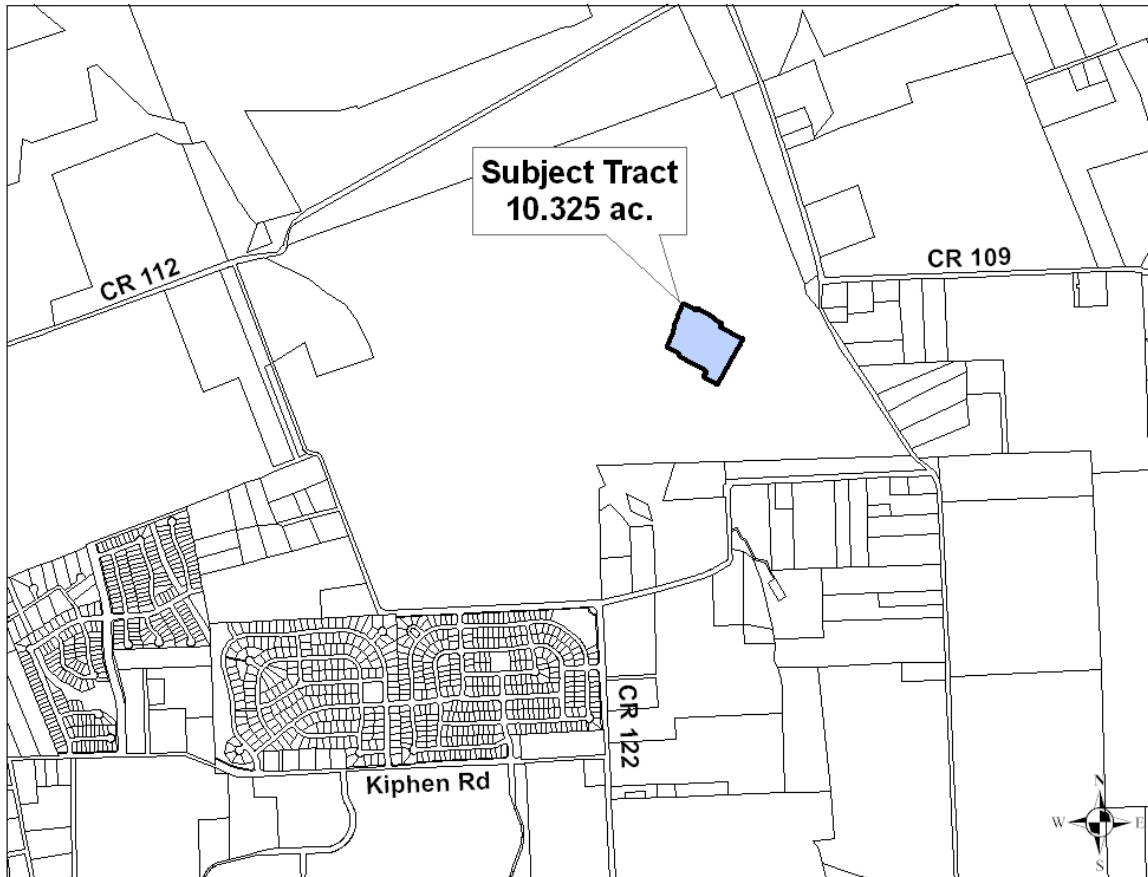 Subject Tract
10.325 ac.
CR 109
CR 112
CR 122
Kiphen Rd
N
W
E
S